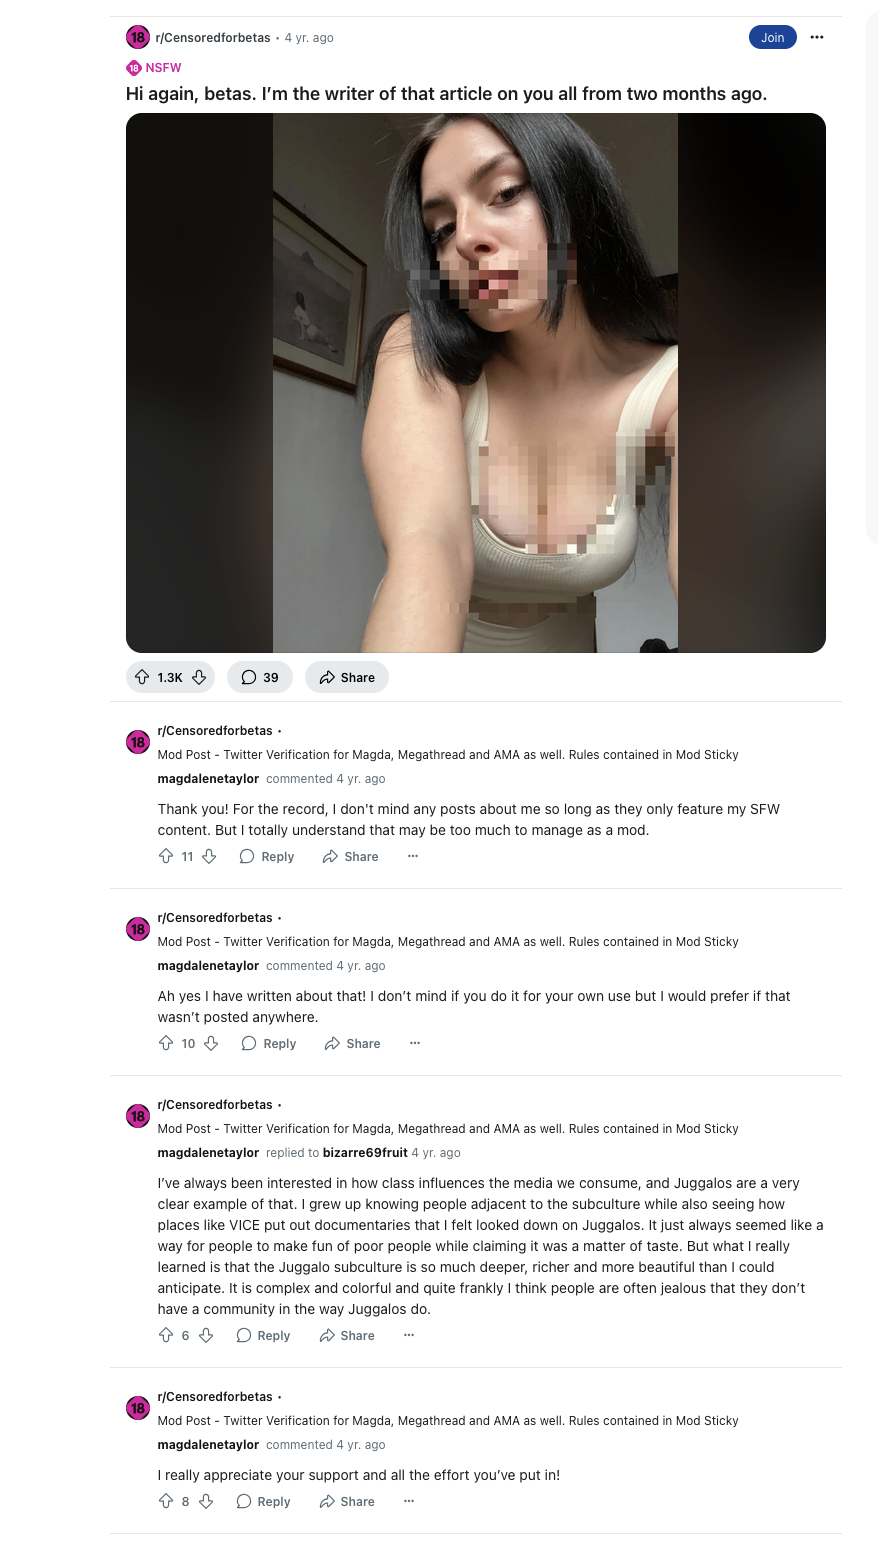 18 r/Censoredforbetas • 4 yr. ago Join
18 NSFW
Hi again, betas. I’m the writer of that article on you all from two months ago.
1.3K 39 Share
r/Censoredforbetas •
18
Mod Post - Twitter Verification for Magda, Megathread and AMA as well. Rules contained in Mod Sticky
magdalenetaylor commented 4 yr. ago
Thank you! For the record, I don't mind any posts about me so long as they only feature my SFW
content. But I totally understand that may be too much to manage as a mod.
11 Reply Share
r/Censoredforbetas •
18
Mod Post - Twitter Verification for Magda, Megathread and AMA as well. Rules contained in Mod Sticky
magdalenetaylor commented 4 yr. ago
Ah yes I have written about that! I don’t mind if you do it for your own use but I would prefer if that
wasn’t posted anywhere.
10 Reply Share
r/Censoredforbetas •
18
Mod Post - Twitter Verification for Magda, Megathread and AMA as well. Rules contained in Mod Sticky
magdalenetaylor replied to bizarre69fruit 4 yr. ago
I’ve always been interested in how class influences the media we consume, and Juggalos are a very
clear example of that. I grew up knowing people adjacent to the subculture while also seeing how
places like VICE put out documentaries that I felt looked down on Juggalos. It just always seemed like a
way for people to make fun of poor people while claiming it was a matter of taste. But what I really
learned is that the Juggalo subculture is so much deeper, richer and more beautiful than I could
anticipate. It is complex and colorful and quite frankly I think people are often jealous that they don’t
have a community in the way Juggalos do.
6 Reply Share
r/Censoredforbetas •
18
Mod Post - Twitter Verification for Magda, Megathread and AMA as well. Rules contained in Mod Sticky
magdalenetaylor commented 4 yr. ago
I really appreciate your support and all the effort you’ve put in!
8 Reply Share